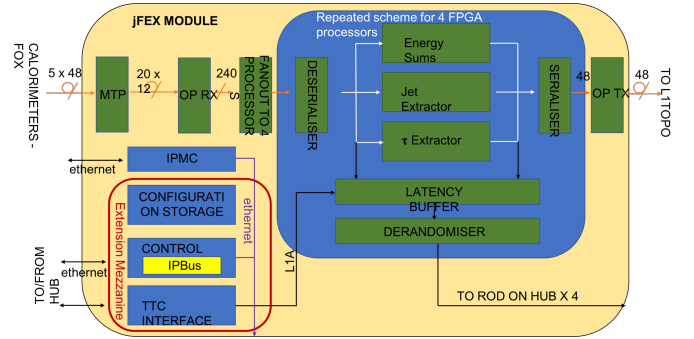 jFEX MODULE
Repeated scheme for 4 FPGA
processors
CALORIMETERS -
FOX
5 x 48
MTP
20 x
12
OP RX
240
S
FANOUT TO 4
PROCESSOR
DESERIALISER
Energy
Sums
Jet
Extractor
τ Extractor
SERIALISER
48
OP TX
48
TO L1TOPO
LATENCY
BUFFER
DERANDOMISER
IPMC
ethernet
CONFIGURATI
ON STORAGE
ethernet
Extension Mezzanine
CONTROL
IPBus
ethernet
TO/FROM
HUB
TTC
INTERFACE
L1A
TO ROD ON HUB X 4